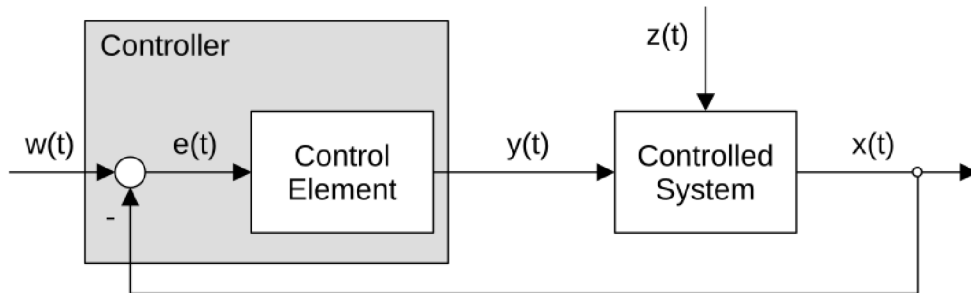 Controller
z(t)
w(t)
e(t)
Control
Element
y(t)
Controlled
System
x(t)
-